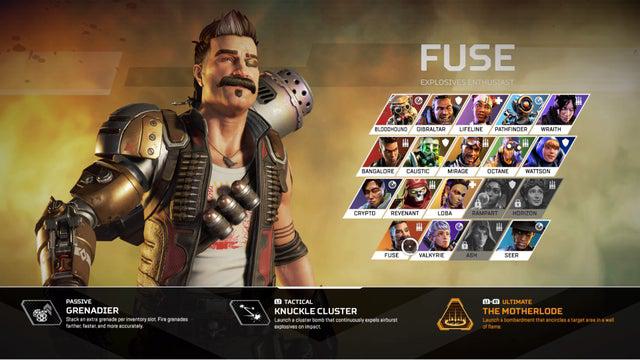 FUSE
EXPLOSIVES ENTHUSIAST
BLOODHOUND GIBRALTAR LIFELINE PATHFINDER WRAITH
BANGALORE CAUSTIC MIRAGE OCTANE WATTSON
CRYPTO REVENANT LOBA RAMPART HORIZON
FUSE VALKYRIE ASH SEER
PASSIVE
GRENADIER
Stack an extra grenade per inventory slot. Fire grenades
farther, faster, and more accurately.
TACTICAL
KNUCKLE CLUSTER
Launch a cluster bomb that continuously expels airburst
explosives on impact.
ULTIMATE
THE MOTHERLODE
Launch a bombardment that encircles a target area in a wall
of flame.